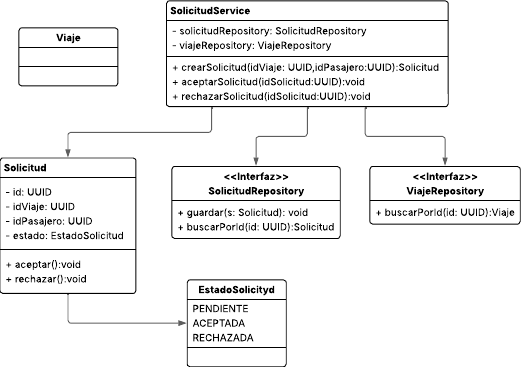 Viaje
SolicitudService
- solicitudRepository: SolicitudRepository
- viajeRepository: ViajeRepository
+ crearSolicitud(idViaje: UUID,idPasajero:UUID):Solicitud
+ aceptarSolicitud(idSolicitud:UUID):void
+ rechazarSolicitud(idSolicitud:UUID):void
Solicitud
- id: UUID
- idViaje: UUID
- idPasajero: UUID
- estado: EstadoSolicitud
+ aceptar():void
+ rechazar():void
<<Interfaz>>
SolicitudRepository
+ guardar(s: Solicitud): void
+ buscarPorId(id: UUID):Solicitud
<<Interfaz>>
ViajeRepository
+ buscarPorId(id: UUID):Viaje
EstadoSolicityd
PENDIENTE
ACEPTADA
RECHAZADA